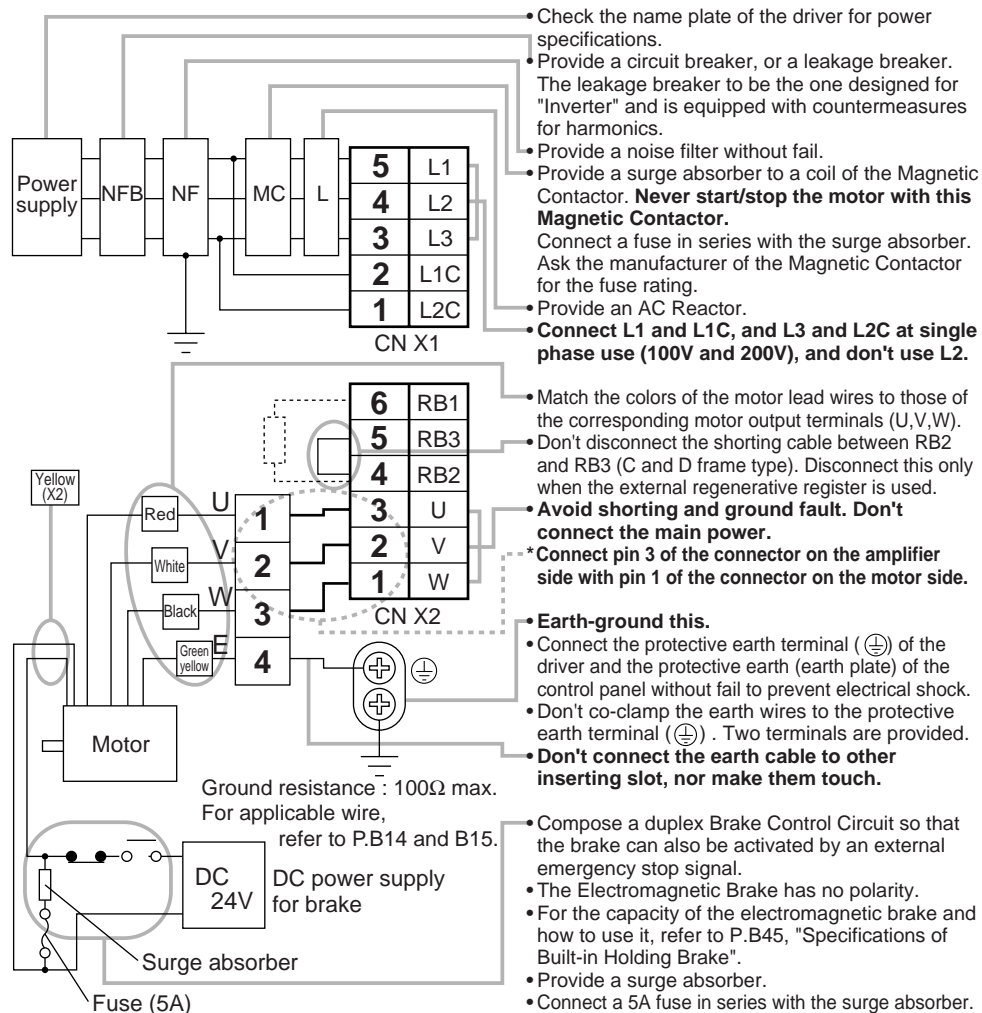 • Check the name plate of the driver for power
specifications.
• Provide a circuit breaker, or a leakage breaker.
The leakage breaker to be the one designed for
"Inverter" and is equipped with countermeasures
for harmonics.
• Provide a noise filter without fail.
• Provide a surge absorber to a coil of the Magnetic
Contactor. Never start/stop the motor with this
Magnetic Contactor.
Connect a fuse in series with the surge absorber.
Ask the manufacturer of the Magnetic Contactor
for the fuse rating.
• Provide an AC Reactor.
• Connect L1 and L1C, and L3 and L2C at single
phase use (100V and 200V), and don't use L2.
Power
supply
NFB
NF
MC
L
5 L1
4 L2
3 L3
2 L1C
1 L2C
CN X1
• Match the colors of the motor lead wires to those of
the corresponding motor output terminals (U,V,W).
• Don't disconnect the shorting cable between RB2
and RB3 (C and D frame type). Disconnect this only
when the external regenerative register is used.
• Avoid shorting and ground fault. Don't
connect the main power.
* Connect pin 3 of the connector on the amplifier
side with pin 1 of the connector on the motor side.
6 RB1
5 RB3
4 RB2
3 U
2 V
1 W
CN X2
Yellow
(X2)
Red U 1
White V 2
Black W 3
Green
yellow
E 4
Motor
• Earth-ground this.
• Connect the protective earth terminal ( ⏚ ) of the
driver and the protective earth (earth plate) of the
control panel without fail to prevent electrical shock.
• Don't co-clamp the earth wires to the protective
earth terminal ( ⏚ ) . Two terminals are provided.
• Don't connect the earth cable to other
inserting slot, nor make them touch.
Ground resistance : 100Ω max.
For applicable wire,
refer to P.B14 and B15.
DC
24V
DC power supply
for brake
Surge absorber
Fuse (5A)
• Compose a duplex Brake Control Circuit so that
the brake can also be activated by an external
emergency stop signal.
• The Electromagnetic Brake has no polarity.
• For the capacity of the electromagnetic brake and
how to use it, refer to P.B45, "Specifications of
Built-in Holding Brake".
• Provide a surge absorber.
• Connect a 5A fuse in series with the surge absorber.